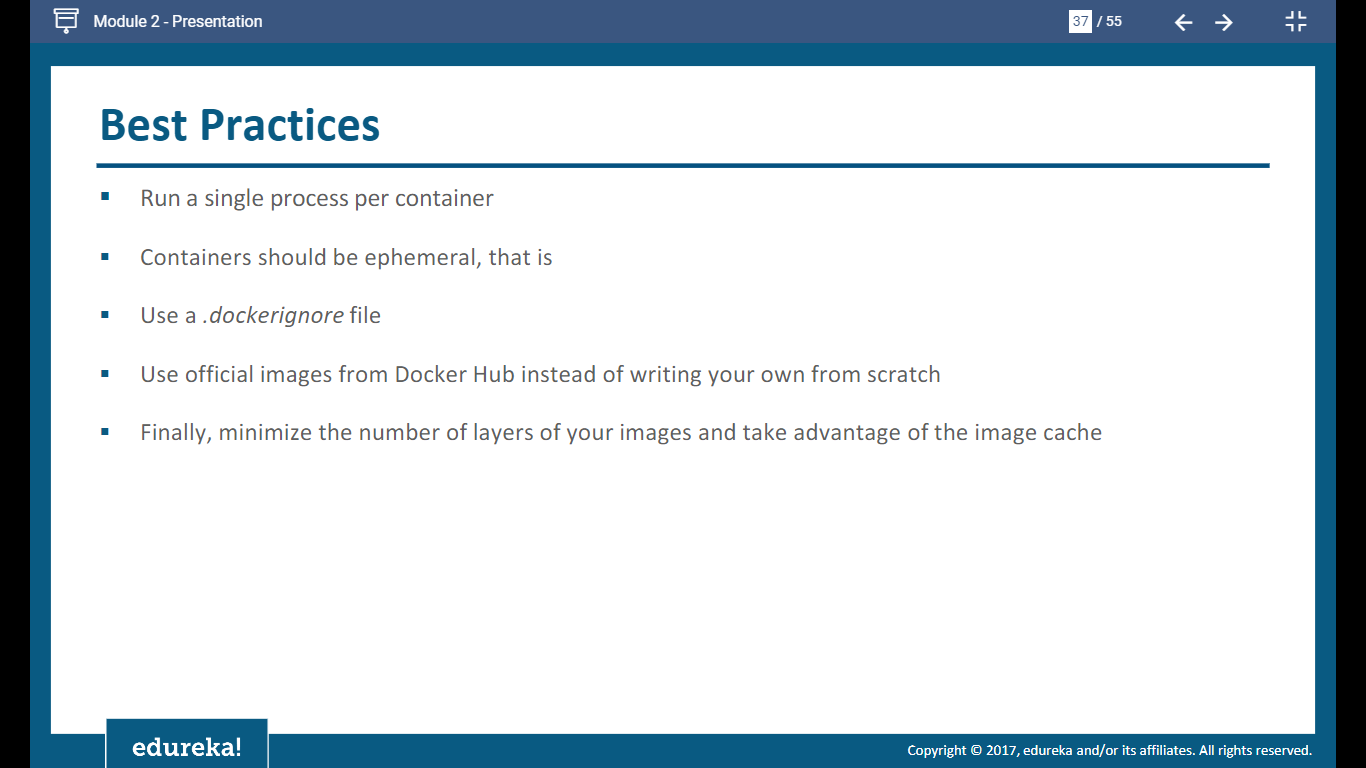 Module 2 - Presentation
37 / 55
Best Practices
Run a single process per container
Containers should be ephemeral, that is
Use a .dockerignore file
Use official images from Docker Hub instead of writing your own from scratch
Finally, minimize the number of layers of your images and take advantage of the image cache
edureka!
Copyright © 2017, edureka and/or its affiliates. All rights reserved.